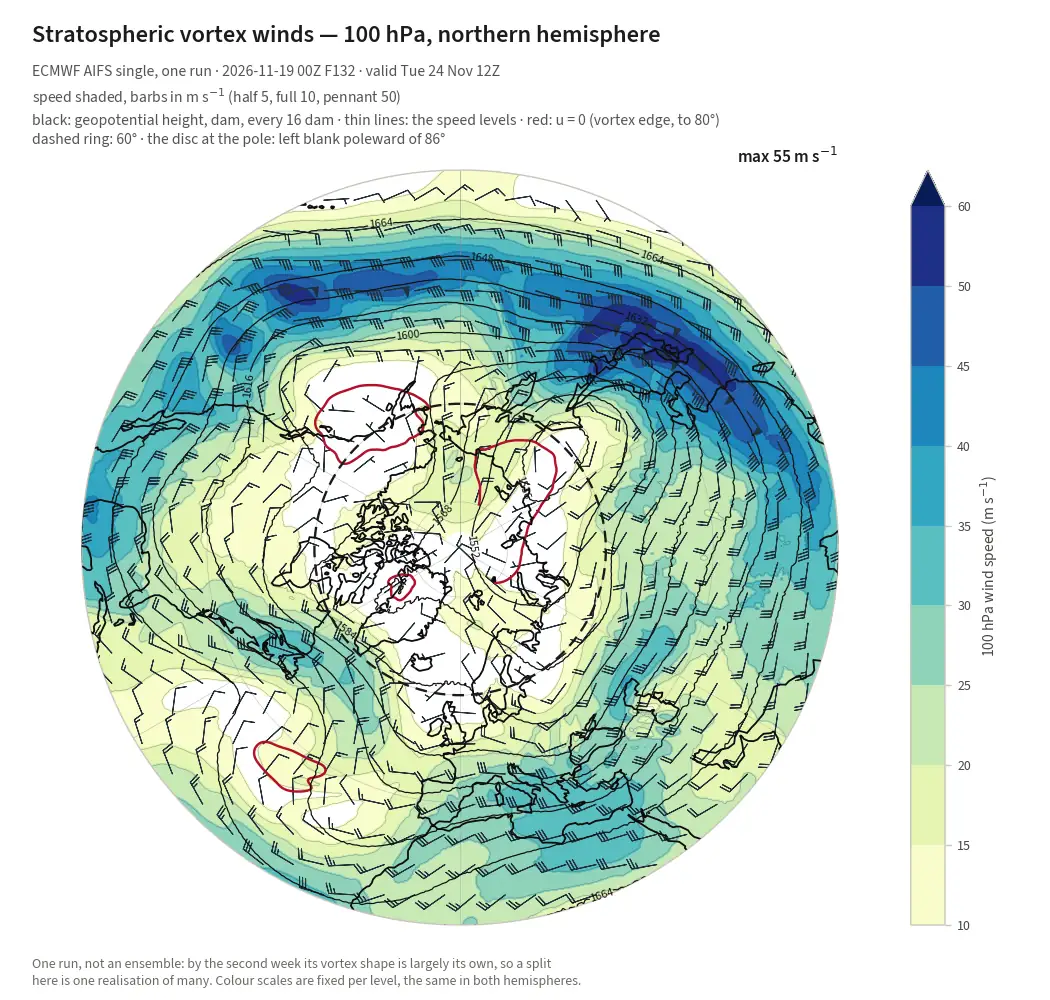 Stratospheric vortex winds — 100 hPa, northern hemisphere
ECMWF AIFS single, one run · 2026-11-19 00Z F132 · valid Tue 24 Nov 12Z
speed shaded, barbs in m s⁻¹ (half 5, full 10, pennant 50)
black: geopotential height, dam, every 16 dam · thin lines: the speed levels · red: u = 0 (vortex edge, to 80°)
dashed ring: 60° · the disc at the pole: left blank poleward of 86°
max 55 m s⁻¹
1664
1648
1664
1632
1600
1616
1568
1552
1584
1664
60
50
45
40
35
30
25
20
15
10
100 hPa wind speed (m s⁻¹)
One run, not an ensemble: by the second week its vortex shape is largely its own, so a split
here is one realisation of many. Colour scales are fixed per level, the same in both hemispheres.